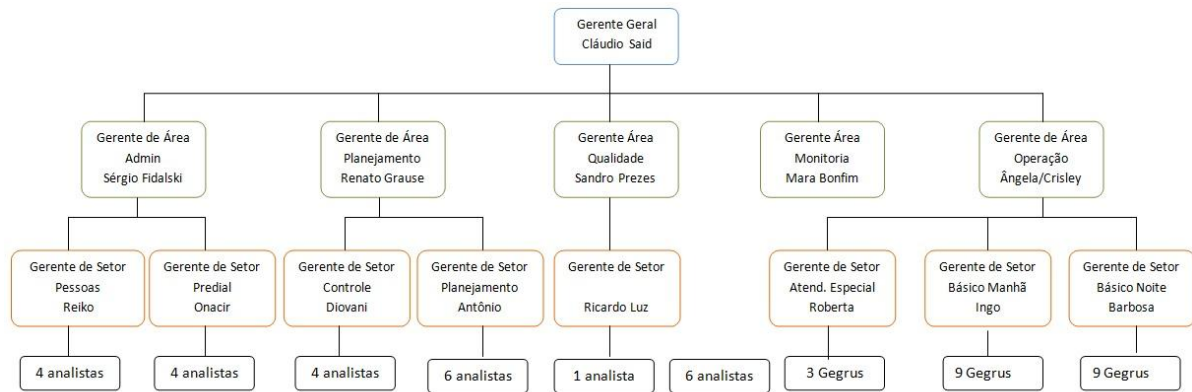 Gerente Geral
Cláudio Said
Gerente de Área
Admin
Sérgio Fidalski
Gerente de Área
Planejamento
Renato Grause
Gerente Área
Qualidade
Sandro Prezes
Gerente Área
Monitoria
Mara Bonfim
Gerente de Área
Operação
Ângela/Crisley
Gerente de Setor
Pessoas
Reiko
Gerente de Setor
Predial
Onacir
Gerente de Setor
Controle
Diovani
Gerente de Setor
Planejamento
Antônio
Gerente de Setor
Ricardo Luz
Gerente de Setor
Atend. Especial
Roberta
Gerente de Setor
Básico Manhã
Ingo
Gerente de Setor
Básico Noite
Barbosa
4 analistas
4 analistas
4 analistas
6 analistas
1 analista
6 analistas
3 Gegrus
9 Gegrus
9 Gegrus